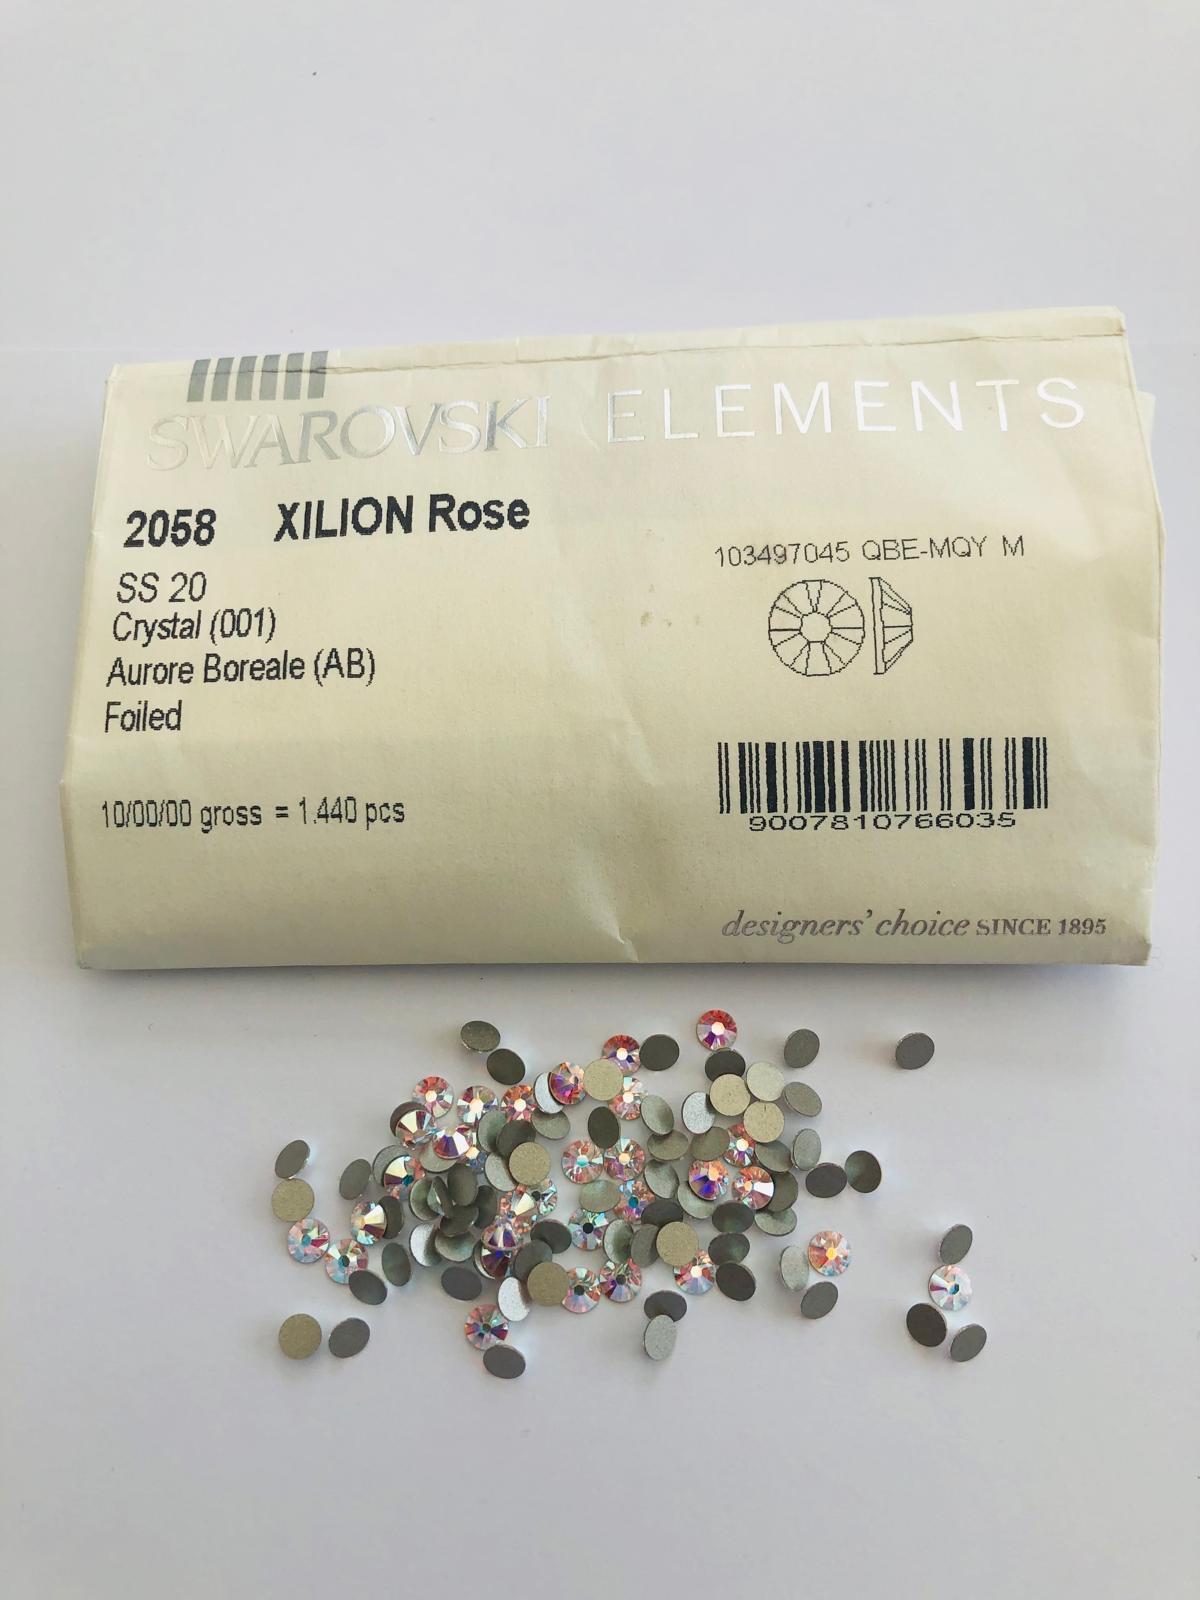 SWAROVSKI ELEMENTS
2058 XILION Rose
SS 20
Crystal (001)
Aurore Boreale (AB)
Foiled
10/00/00 gross = 1.440 pcs
103497045 QBE-MQY M
9007810766035
designers' choice SINCE 1895